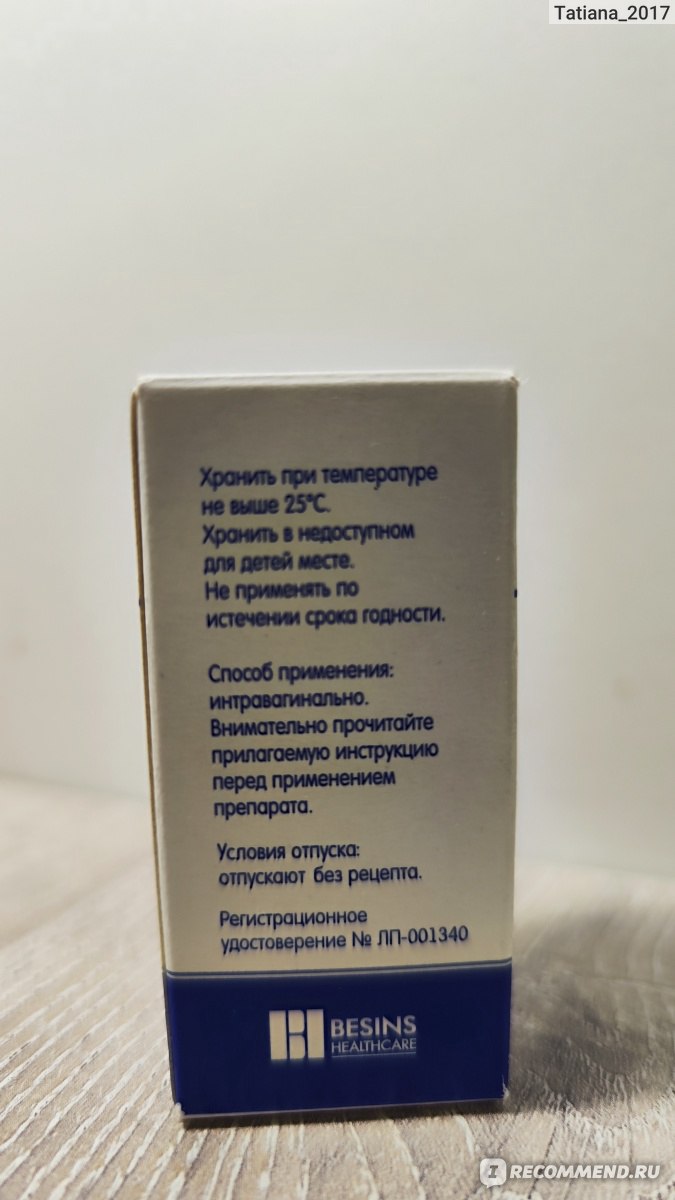 Tatiana_2017
Хранить при температуре
не выше 25°С.
Хранить в недоступном
для детей месте.
Не применять по
истечении срока годности.
Способ применения:
интравагинально.
Внимательно прочитайте
прилагаемую инструкцию
перед применением
препарата.
Условия отпуска:
отпускают без рецепта.
Регистрационное
удостоверение № ЛП-001340
BESINS
HEALTHCARE
IRECOMMEND.RU